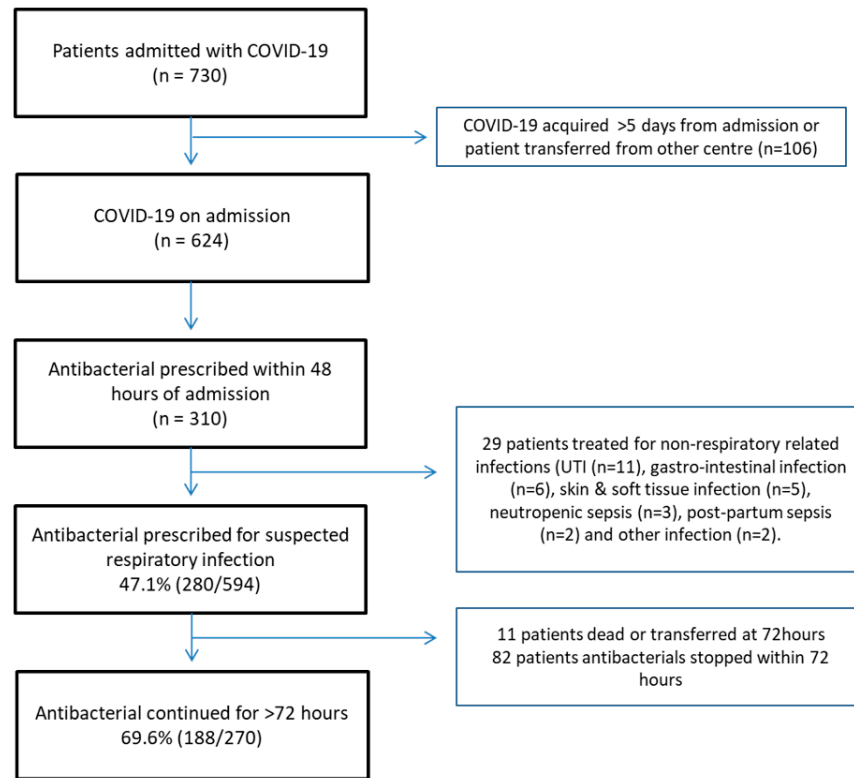 Patients admitted with COVID-19
(n = 730)
COVID-19 acquired >5 days from admission or
patient transferred from other centre (n=106)
COVID-19 on admission
(n = 624)
Antibacterial prescribed within 48
hours of admission
(n = 310)
29 patients treated for non-respiratory related
infections (UTI (n=11), gastro-intestinal infection
(n=6), skin & soft tissue infection (n=5),
neutropenic sepsis (n=3), post-partum sepsis
(n=2) and other infection (n=2).
Antibacterial prescribed for suspected
respiratory infection
47.1% (280/594)
11 patients dead or transferred at 72hours
82 patients antibacterials stopped within 72
hours
Antibacterial continued for >72 hours
69.6% (188/270)